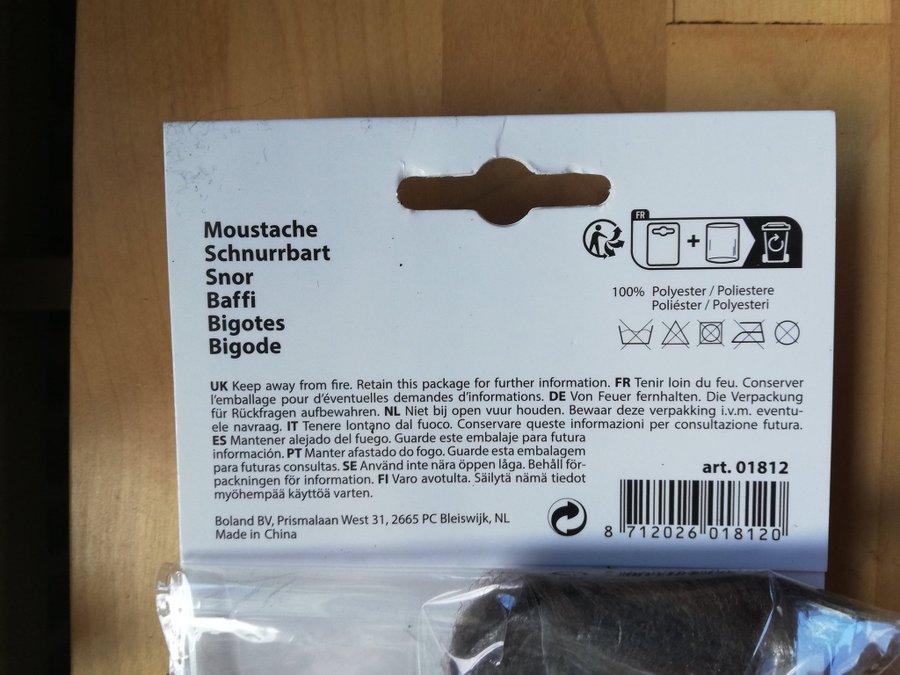 Moustache
Schnurrbart
Snor
Baffi
Bigotes
Bigode
FR
100% Polyester / Poliestere
Poliéster / Polyesteri
UK Keep away from fire. Retain this package for further information. FR Tenir loin du feu. Conserver
l'emballage pour d'éventuelles demandes d'informations. DE Von Feuer fernhalten. Die Verpackung
für Rückfragen aufbewahren. NL Niet bij open vuur houden. Bewaar deze verpakking i.v.m. eventu-
ele navraag. IT Tenere lontano dal fuoco. Conservare queste informazioni per consultazione futura.
ES Mantener alejado del fuego. Guarde este embalaje para futura
información. PT Manter afastado do fogo. Guarde esta embalagem
para futuras consultas. SE Använd inte nära öppen låga. Behåll för-
packningen för information. FI Varo avotulta. Säilytä nämä tiedot
myöhempää käyttöä varten.
art. 01812
Boland BV, Prismalaan West 31, 2665 PC Bleiswijk, NL
Made in China
8 712026 018120